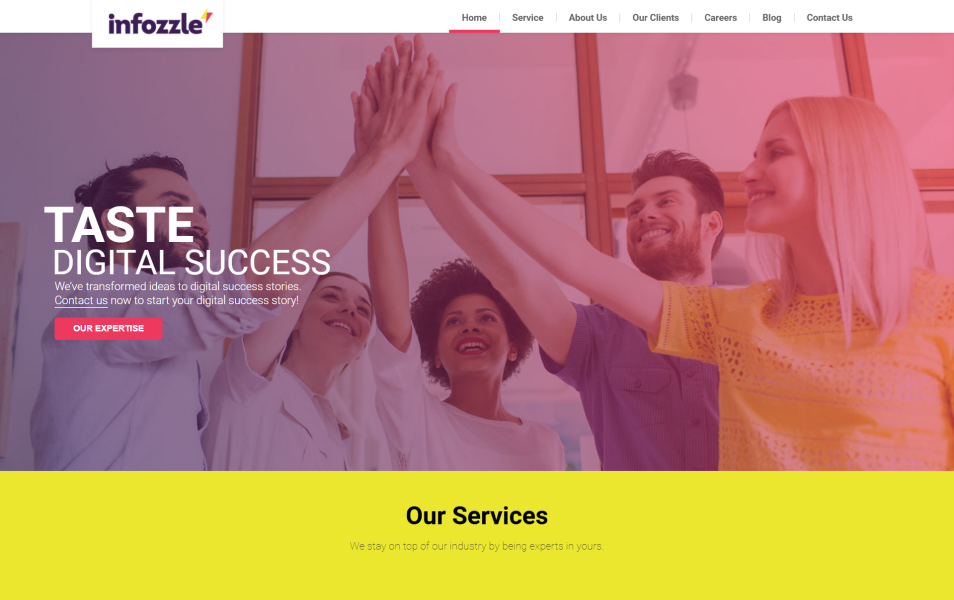 infozzle
Home
Service
About Us
Our Clients
Careers
Blog
Contact Us
TASTE
DIGITAL SUCCESS
We've transformed ideas to digital success stories.
Contact us now to start your digital success story!
OUR EXPERTISE
Our Services
We stay on top of our industry by being experts in yours.